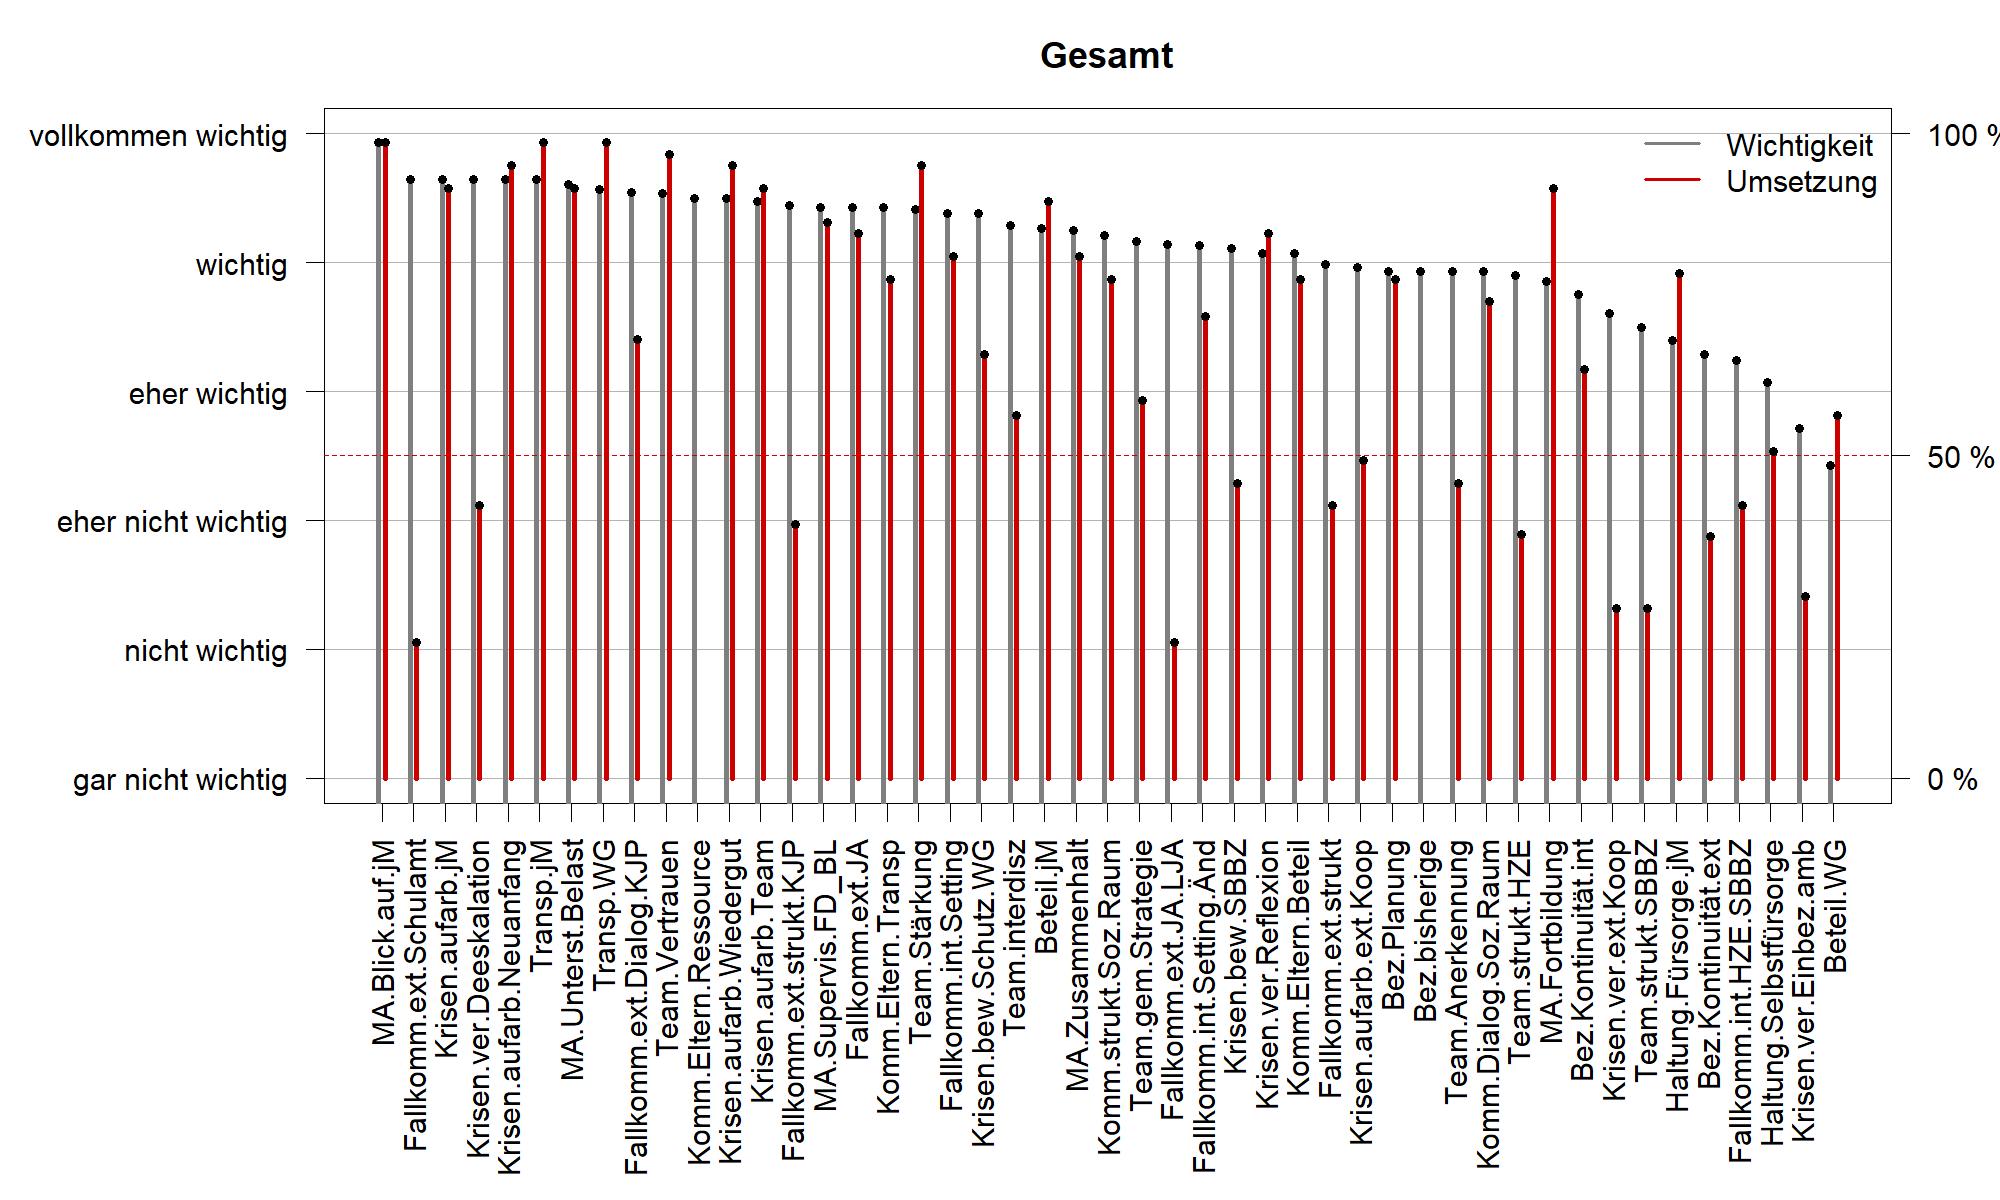 Gesamt
vollkommen wichtig
wichtig
eher wichtig
eher nicht wichtig
nicht wichtig
gar nicht wichtig
100 %
50 %
0 %
Wichtigkeit
Umsetzung
MA.Blick.auf.jM
Fallkomm.ext.Schulamt
Krisen.aufarb.jM
Krisen.ver.Deeskalation
Krisen.aufarb.Neuanfang
Transp.jM
MA.Unterst.Belast
Transp.WG
Fallkomm.ext.Dialog.KJP
Team.Vertrauen
Komm.Eltern.Ressource
Krisen.aufarb.Wiedergut
Krisen.aufarb.Team
Fallkomm.ext.strukt.KJP
MA.Supervis.FD_BL
Fallkomm.ext.JA
Komm.Eltern.Transp
Team.Stärkung
Fallkomm.int.Setting
Krisen.bew.Schutz.WG
Team.interdisz
Beteil.jM
MA.Zusammenhalt
Komm.strukt.Soz.Raum
Team.gem.Strategie
Fallkomm.ext.JA.LJA
Fallkomm.int.Setting.Änd
Krisen.bew.SBBZ
Krisen.ver.Reflexion
Komm.Eltern.Beteil
Fallkomm.ext.strukt
Krisen.aufarb.ext.Koop
Bez.Planung
Bez.bisherige
Team.Anerkennung
Komm.Dialog.Soz.Raum
Team.strukt.HZE
MA.Fortbildung
Bez.Kontinuität.int
Krisen.ver.ext.Koop
Team.strukt.SBBZ
Haltung.Fürsorge.jM
Bez.Kontinuität.ext
Fallkomm.int.HZE.SBBZ
Haltung.Selbstfürsorge
Krisen.ver.Einbez.amb
Beteil.WG